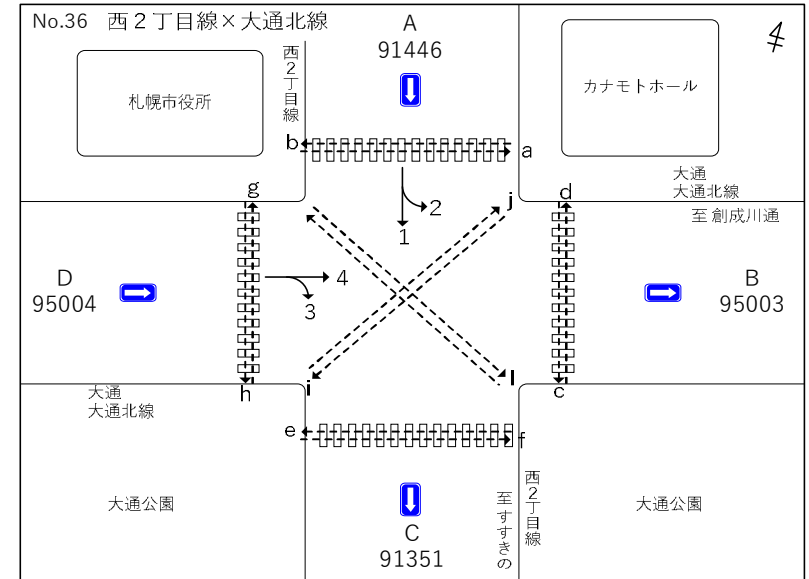 No.36 西２丁目線×大通北線
A
91446
西２丁目線
札幌市役所
カナモトホール
b
a
大通
大通北線
g
j
d
至 創成川通
2
1
D
95004
4
3
B
95003
h
i
l
c
大通
大通北線
e
f
大通公園
至 すすきの
西２丁目線
大通公園
C
91351